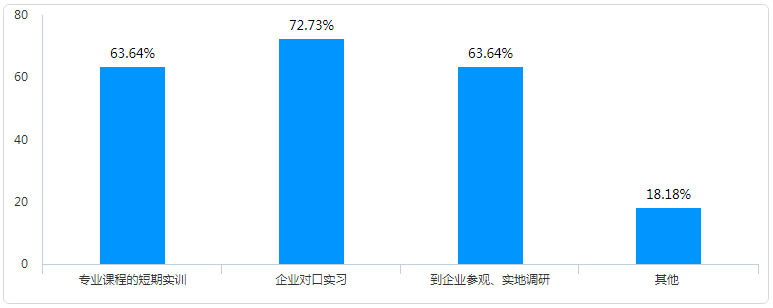 80
72.73%
63.64%
63.64%
60
40
20
18.18%
0
专业课程的短期实训
企业对口实习
到企业参观、实地调研
其他